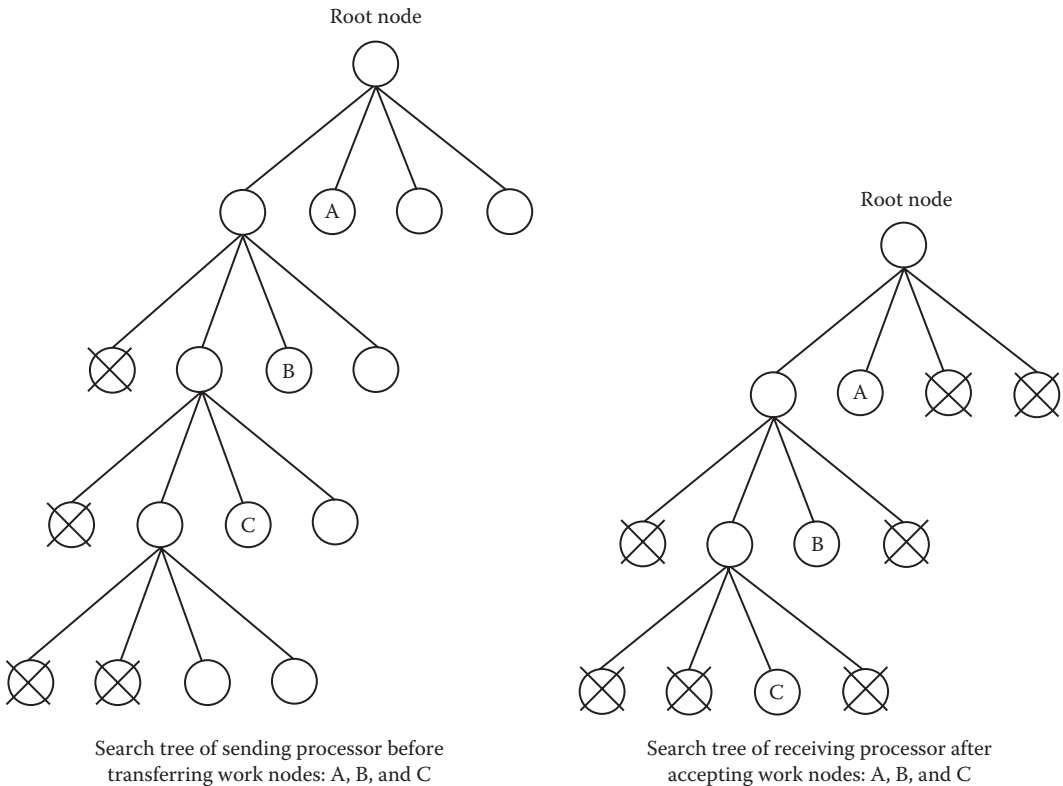 Root node
A
B
C
Search tree of sending processor before
transferring work nodes: A, B, and C
Root node
A
B
C
Search tree of receiving processor after
accepting work nodes: A, B, and C